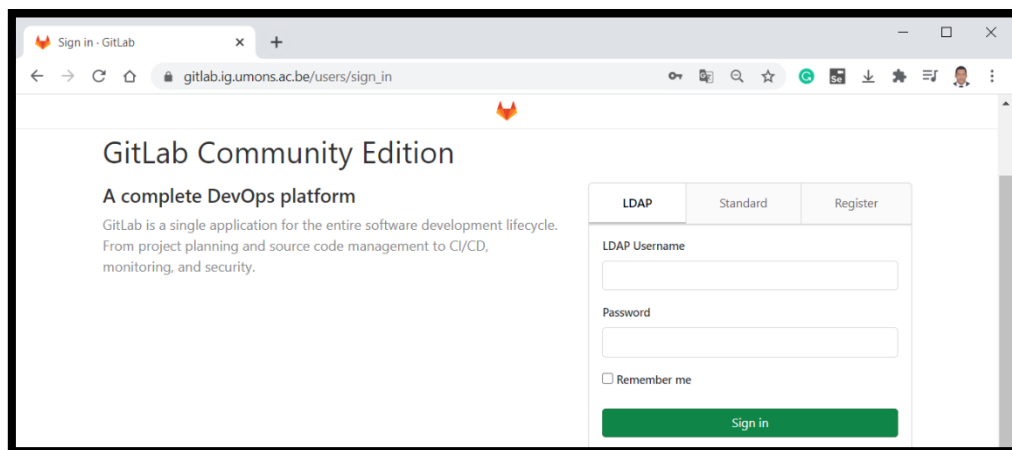 Sign in · GitLab
gitlab.ig.umons.ac.be/users/sign_in
Se
GitLab Community Edition
A complete DevOps platform
GitLab is a single application for the entire software development lifecycle.
From project planning and source code management to CI/CD,
monitoring, and security.
LDAP Standard Register
LDAP Username
Password
Remember me
Sign in